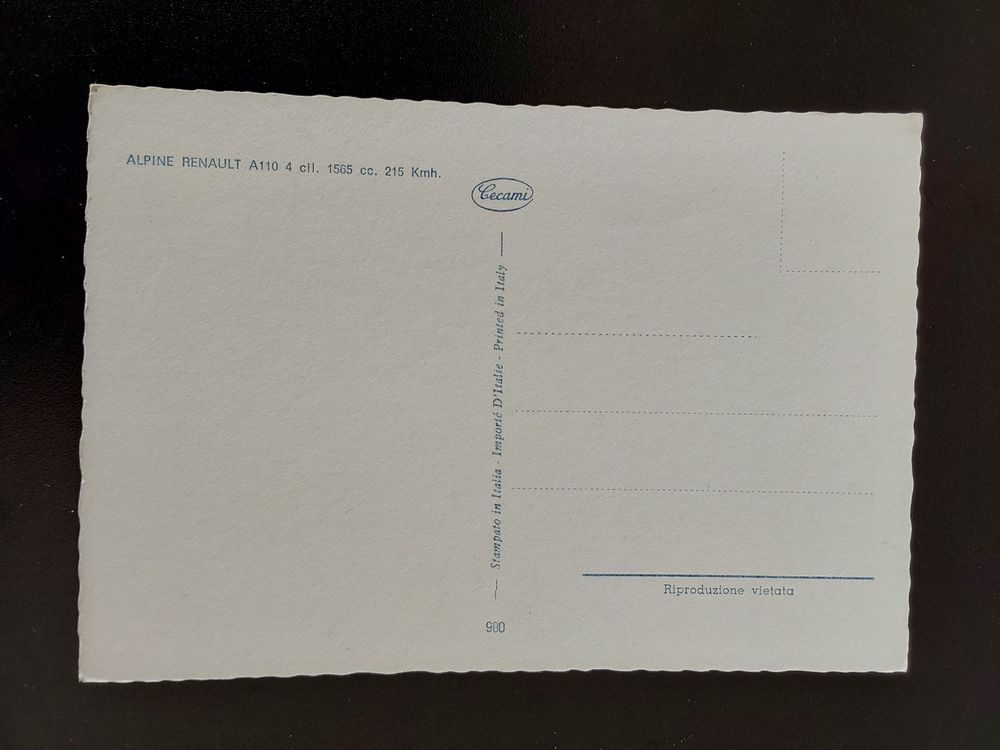 ALPINE RENAULT A110 4 cil. 1565 cc. 215 Kmh.
Cecami
Stampato in Italia - Importé D'Italie - Printed in Italy
980
Riproduzione vietata